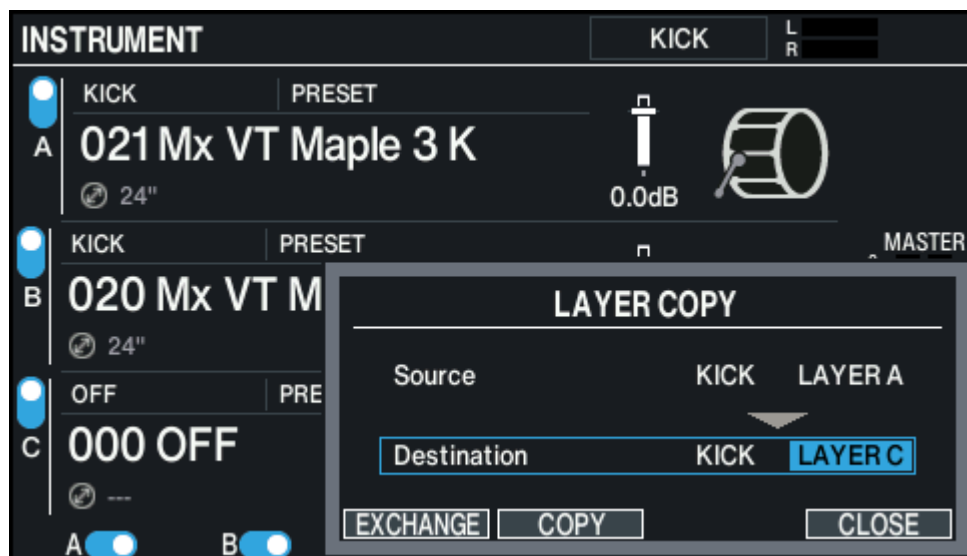 INSTRUMENT KICK L R
KICK PRESET
A 021 Mx VT Maple 3 K
24" 0.0dB
KICK PRESET MASTER
B 020 Mx VT M
24"
OFF PRE
C 000 OFF
---
A B
LAYER COPY
Source KICK LAYER A
Destination KICK LAYER C
EXCHANGE COPY CLOSE